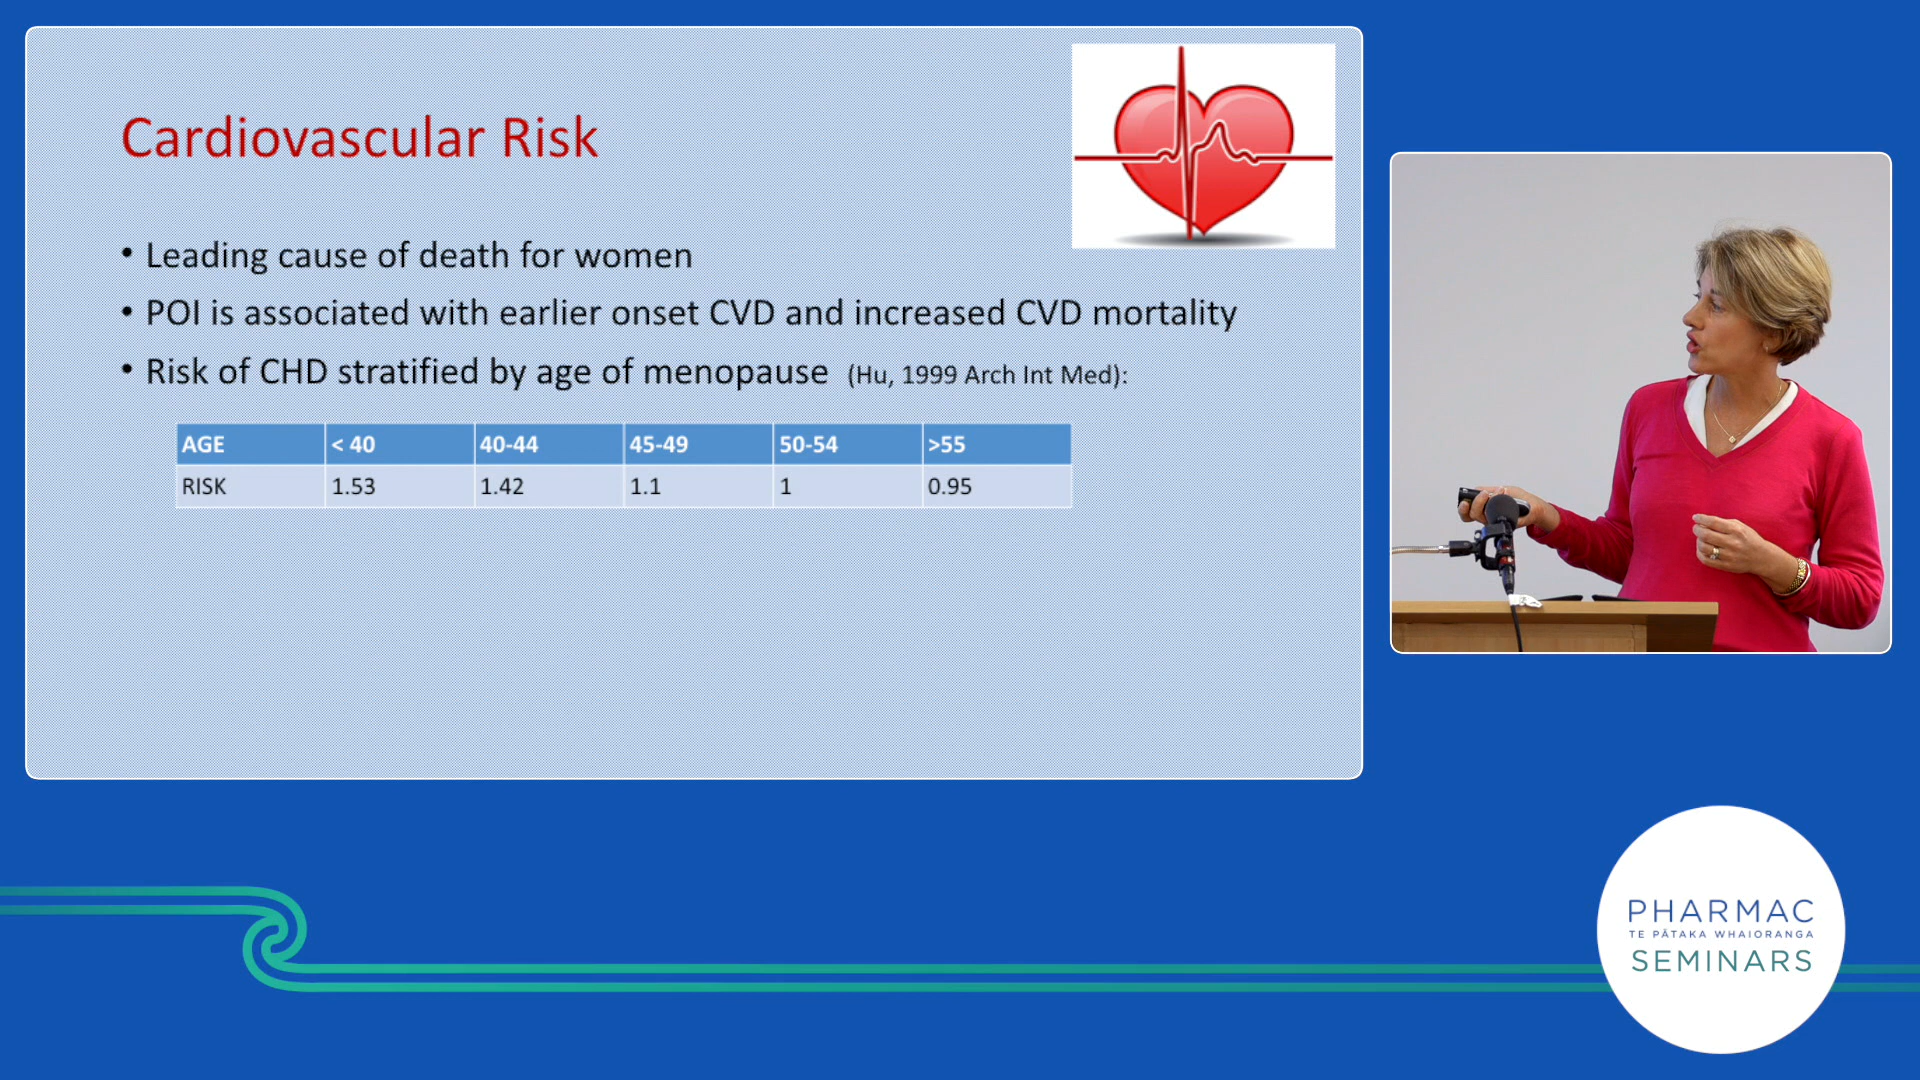 Cardiovascular Risk
• Leading cause of death for women
• POI is associated with earlier onset CVD and increased CVD mortality
• Risk of CHD stratified by age of menopause (Hu, 1999 Arch Int Med):
AGE < 40 40-44 45-49 50-54 >55
RISK 1.53 1.42 1.1 1 0.95
PHARMAC
TE PĀTAKA WHAIORANGA
SEMINARS